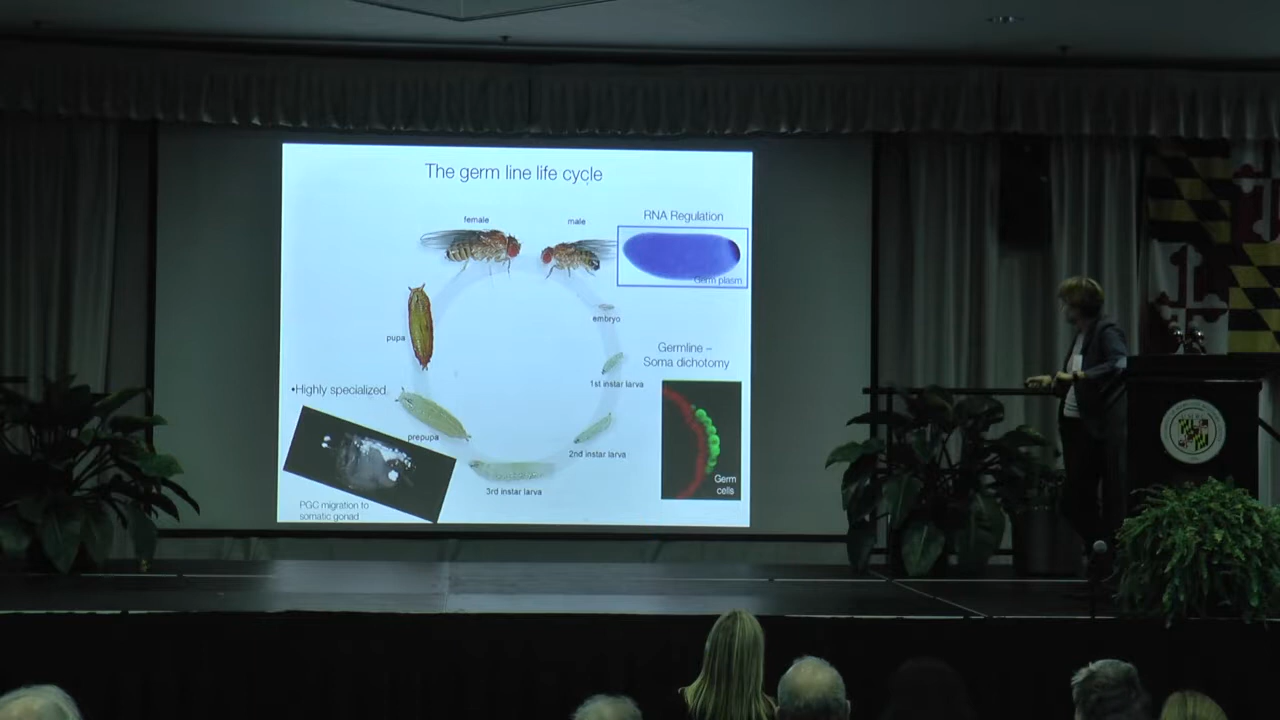 The germ line life cycle
female
male
RNA Regulation
Germ plasm
embryo
pupa
Germline –
Soma dichotomy
1st instar larva
•Highly specialized
prepupa
2nd instar larva
3rd instar larva
Germ
cells
PGC migration to
somatic gonad